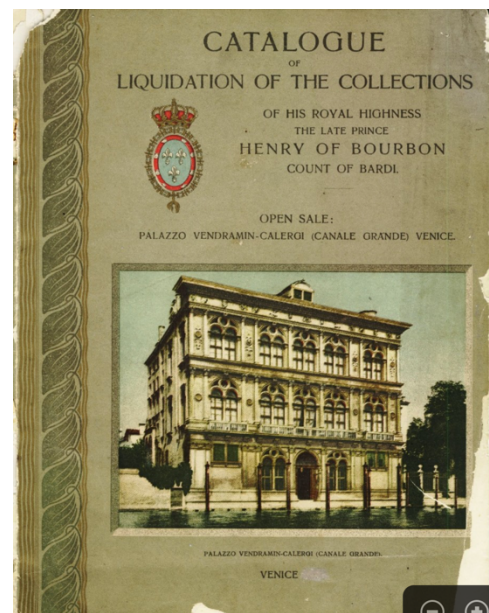 CATALOGUE
OF
LIQUIDATION OF THE COLLECTIONS
OF HIS ROYAL HIGHNESS
THE LATE PRINCE
HENRY OF BOURBON
COUNT OF BARDI.
OPEN SALE:
PALAZZO VENDRAMIN-CALERGI (CANALE GRANDE) VENICE.
PALAZZO VENDRAMIN-CALERGI (CANALE GRANDE).
VENICE